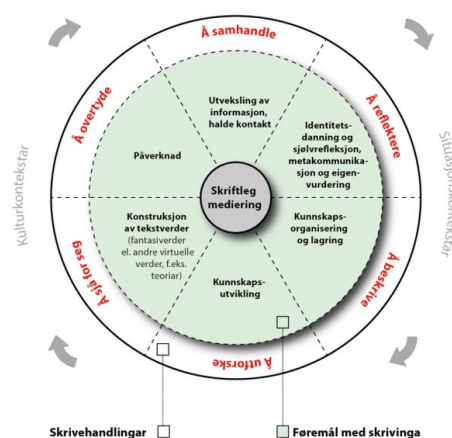 Å samhandle
Å reflektere
Å beskrive
Å utforske
Å sjå for seg
Å overtyde
Kulturkontekstar
Situasjonskontekstar
Utveksling av
informasjon,
halde kontakt
Identitets-
danning og
sjølvrefleksjon,
metakommunika-
sjon og eigen-
vurdering
Kunnskaps-
organisering
og lagring
Kunnskaps-
utvikling
Konstruksjon
av tekstverder
(fantasiverder
el. andre virtuelle
verder, f.eks.
teoriar)
Påverknad
Skriftleg
mediering
Skrivehandlingar
Føremål med skrivinga